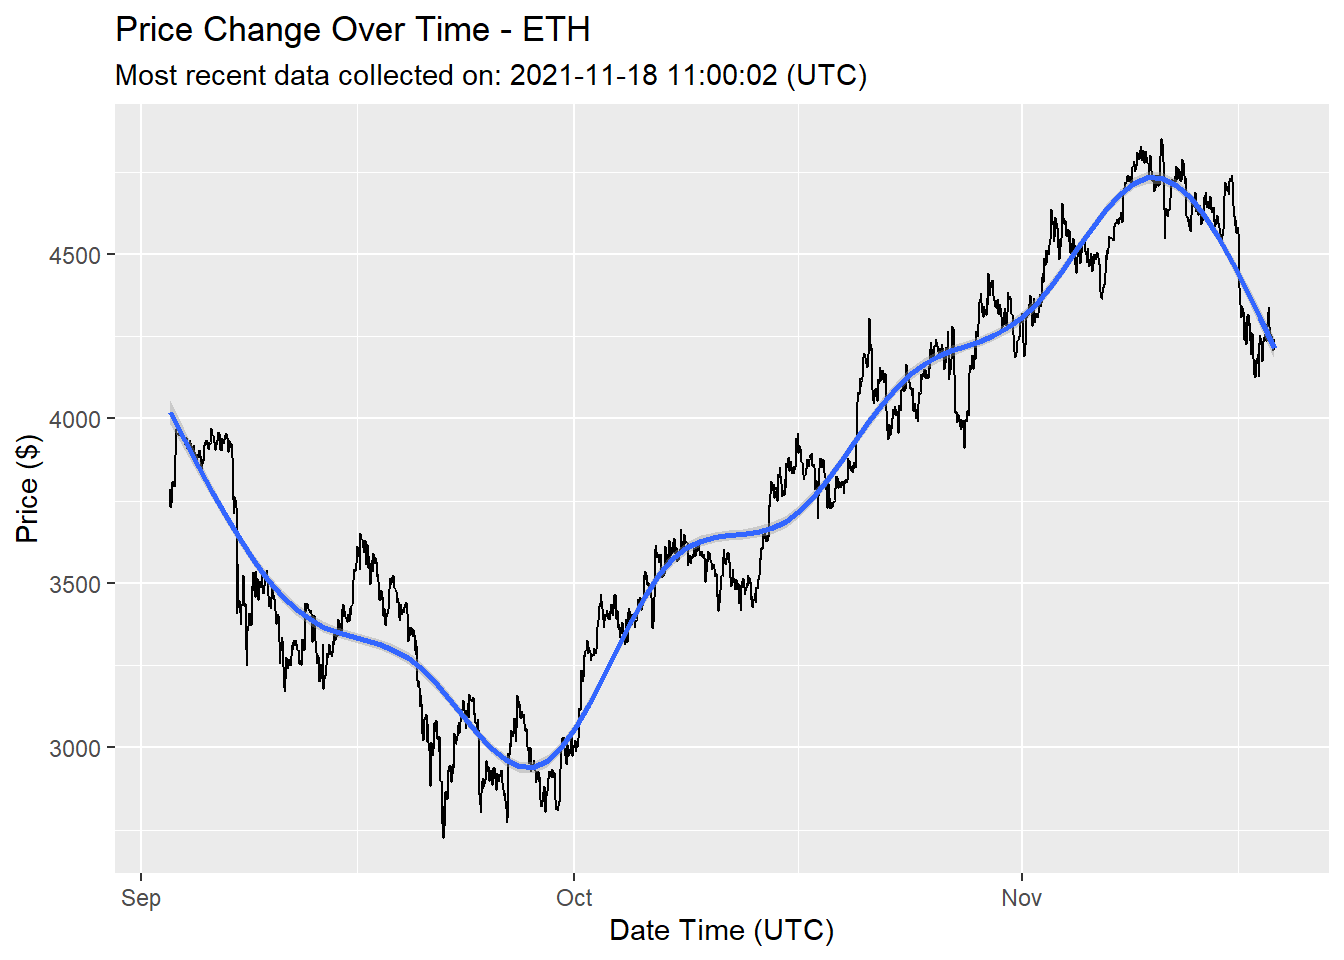 Price Change Over Time - ETH
Most recent data collected on: 2021-11-18 11:00:02 (UTC)
Price ($)
4500
4000
3500
3000
Sep
Oct
Nov
Date Time (UTC)